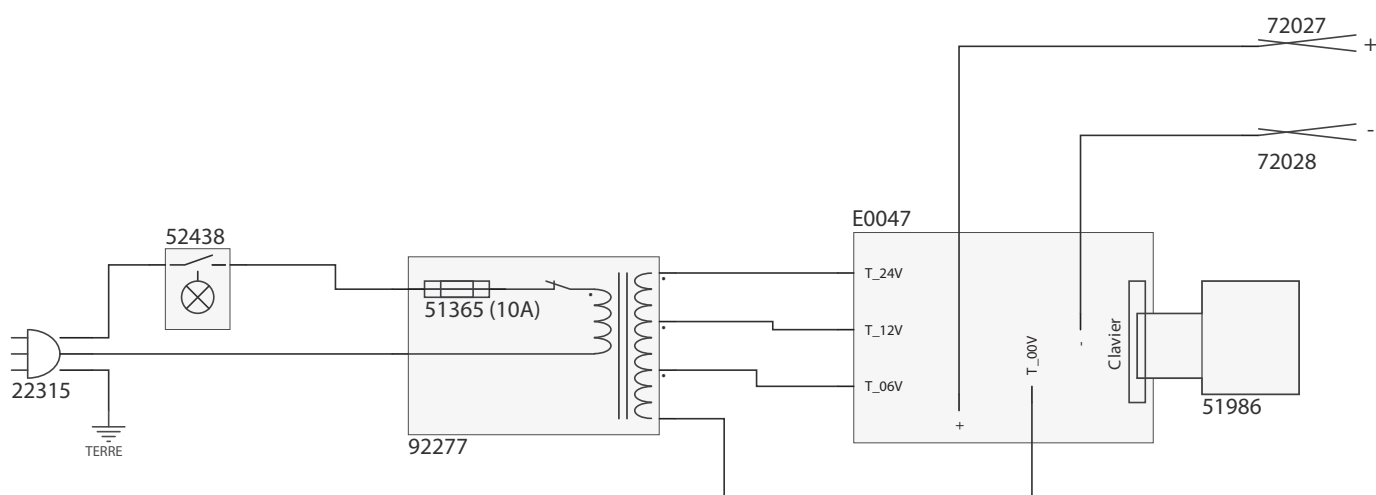 72027
+
-
72028
E0047
52438
T_24V
51365 (10A)
T_12V
Clavier
T_00V
-
T_06V
22315
51986
+
92277
TERRE